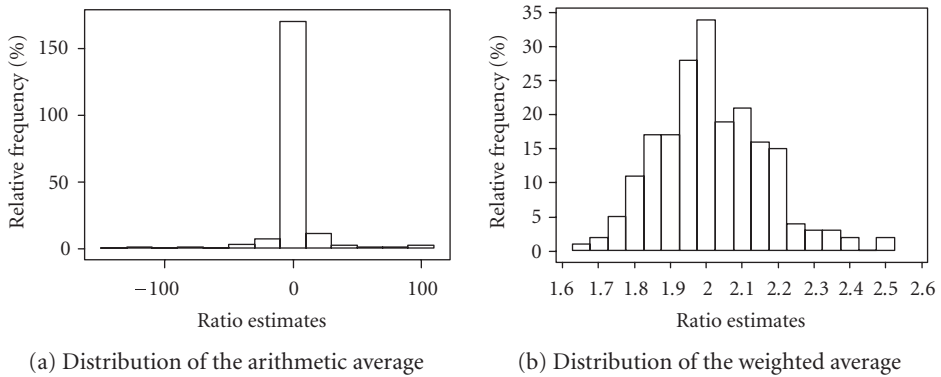 Relative frequency (%)
150
100
50
0
−100
0
100
Ratio estimates
(a) Distribution of the arithmetic average
Relative frequency (%)
35
30
25
20
15
10
5
0
1.6 1.7 1.8 1.9 2 2.1 2.2 2.3 2.4 2.5 2.6
Ratio estimates
(b) Distribution of the weighted average